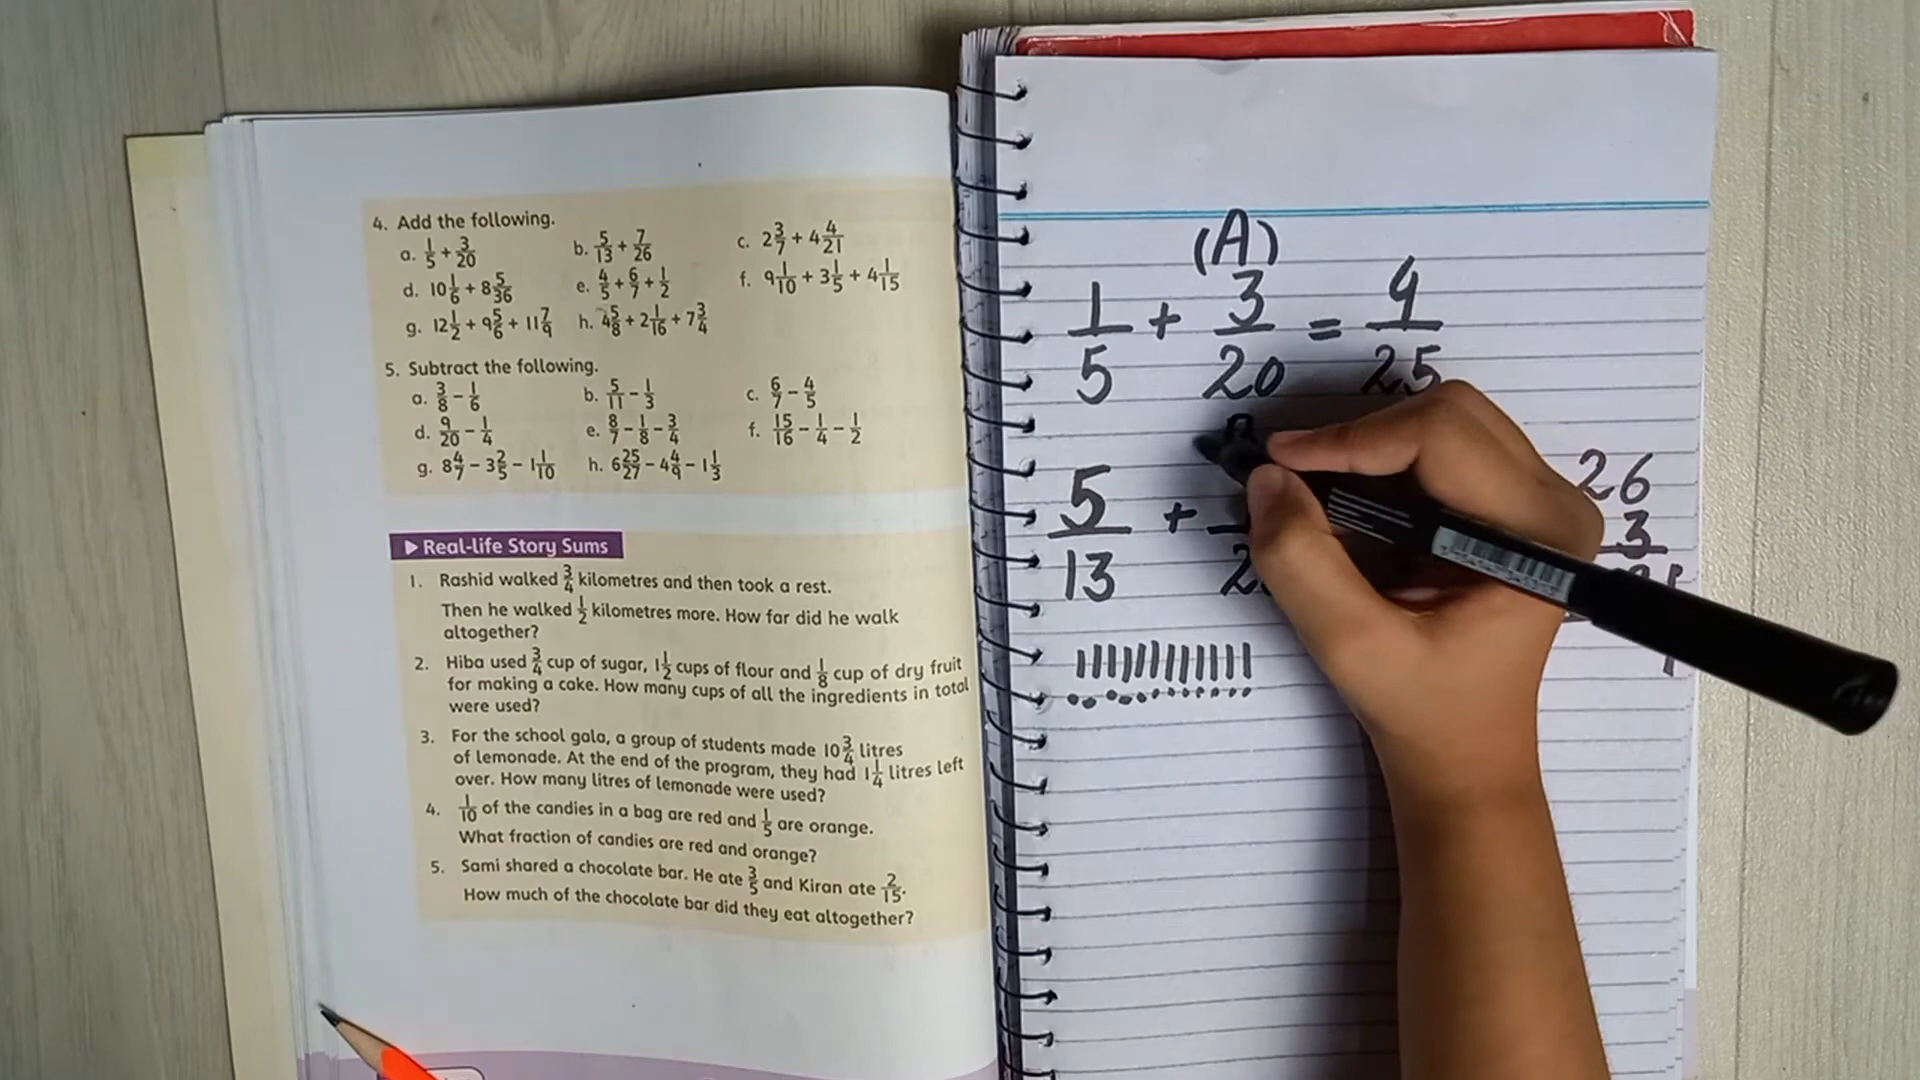 4. Add the following.
a. 1/5 + 3/20 b. 5/13 + 7/26 c. 2 3/7 + 4 4/21
d. 10 1/6 + 8 5/36 e. 4/5 + 6/7 + 1/2 f. 9 1/10 + 3 1/5 + 4 1/15
g. 12 1/2 + 9 5/6 + 11 7/9 h. 4 5/8 + 2 1/16 + 7 3/4
5. Subtract the following.
a. 3/8 − 1/6 b. 5/11 − 1/3 c. 6/7 − 4/5
d. 9/20 − 1/4 e. 8/7 − 1/8 − 3/4 f. 15/16 − 1/4 − 1/2
g. 8 4/7 − 3 2/5 − 1 1/10 h. 6 25/27 − 4 4/9 − 1 1/3
Real-life Story Sums
1. Rashid walked 3/4 kilometres and then took a rest.
Then he walked 1/2 kilometres more. How far did he walk
altogether?
2. Hiba used 3/4 cup of sugar, 1 1/2 cups of flour and 1/8 cup of dry fruit
for making a cake. How many cups of all the ingredients in total
were used?
3. For the school gala, a group of students made 10 3/4 litres
of lemonade. At the end of the program, they had 1 1/4 litres left
over. How many litres of lemonade were used?
4. 1/10 of the candies in a bag are red and 1/5 are orange.
What fraction of candies are red and orange?
5. Sami shared a chocolate bar. He ate 3/5 and Kiran ate 2/15.
How much of the chocolate bar did they eat altogether?
(A)
1/5 + 3/20 = 4/25
5/13 +
26
3